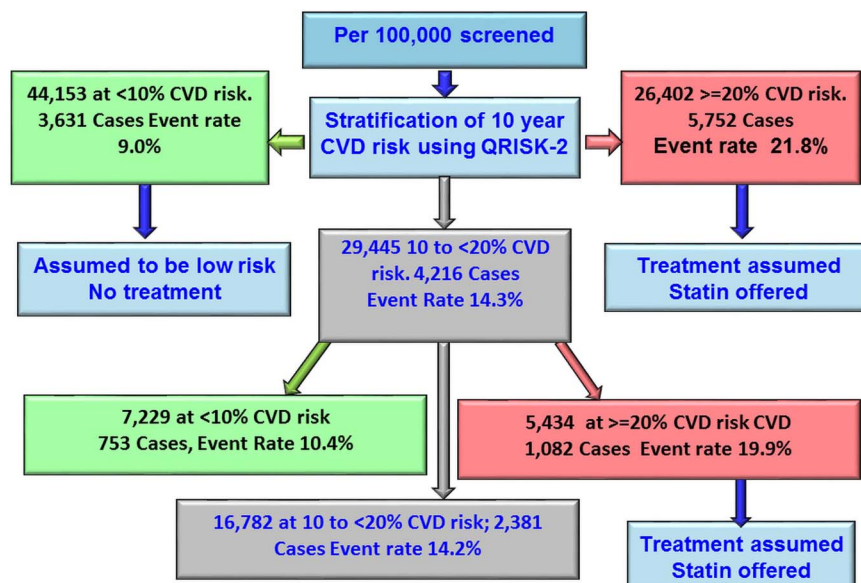 Per 100,000 screened
44,153 at <10% CVD risk.
3,631 Cases Event rate
9.0%
Stratification of 10 year
CVD risk using QRISK-2
26,402 >=20% CVD risk.
5,752 Cases
Event rate 21.8%
Assumed to be low risk
No treatment
29,445 10 to <20% CVD
risk. 4,216 Cases
Event Rate 14.3%
Treatment assumed
Statin offered
7,229 at <10% CVD risk
753 Cases, Event Rate 10.4%
5,434 at >=20% CVD risk CVD
1,082 Cases Event rate 19.9%
16,782 at 10 to <20% CVD risk; 2,381
Cases Event rate 14.2%
Treatment assumed
Statin offered